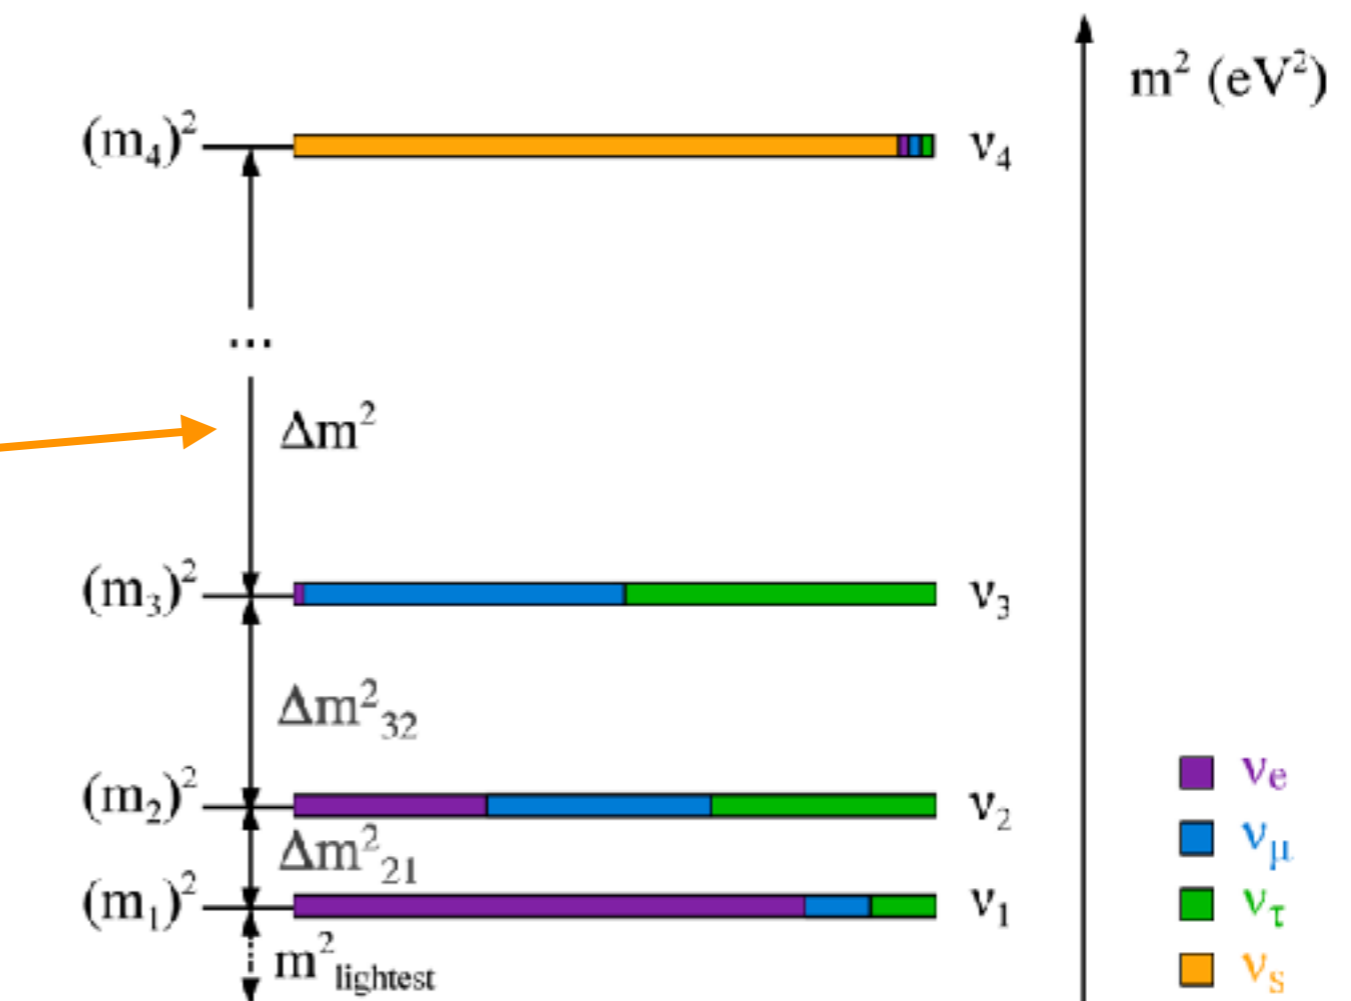 m² (eV²)
(m₄)² ν₄
...
Δm²
(m₃)² ν₃
Δm²₃₂
(m₂)² ν₂
Δm²₂₁
(m₁)² ν₁
m²lightest
νe
νμ
ντ
νs